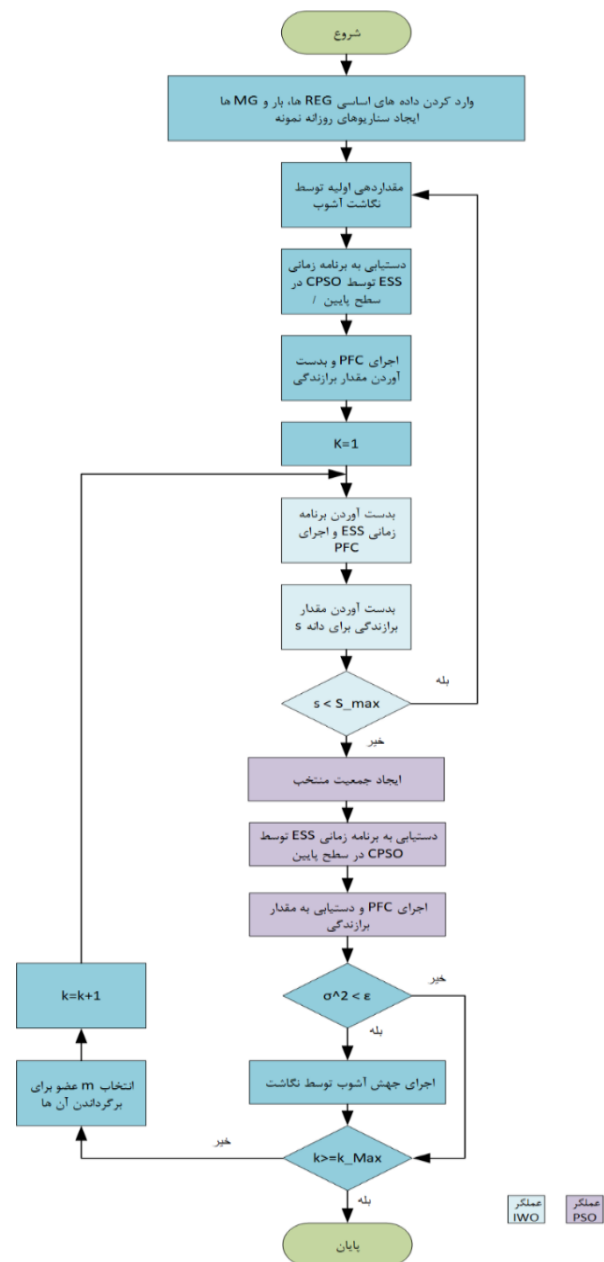 شروع
وارد کردن داده های اساسی REG ها، بار و MG ها
ایجاد سناریوهای روزانه نمونه
مقداردهی اولیه توسط
نگاشت آشوب
دستیابی به برنامه زمانی
ESS توسط CPSO در
سطح پایین /
اجرای PFC و بدست
آوردن مقدار برازندگی
K=1
بدست آوردن برنامه
زمانی ESS و اجرای
PFC
بدست آوردن مقدار
برازندگی برای دانه s
s < S_max
بله
خیر
ایجاد جمعیت منتخب
دستیابی به برنامه زمانی ESS توسط
CPSO در سطح پایین
اجرای PFC و دستیابی به مقدار
برازندگی
σ^2 < ε
خیر
بله
k=k+1
اجرای جهش آشوب توسط نگاشت
انتخاب m عضو برای
برگرداندن آن ها
خیر
k>=k_Max
بله
پایان
عملگر
IWO
عملگر
PSO